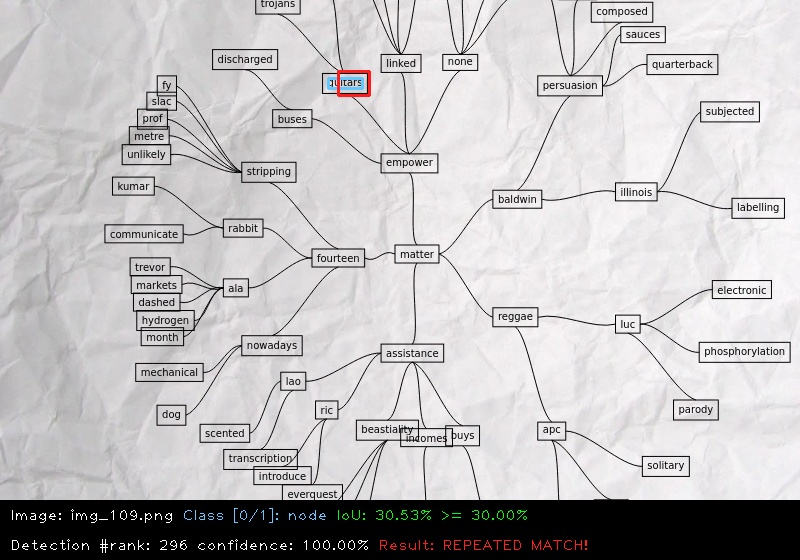 trojans
composed
sauces
discharged
linked
none
quarterback
guitars
persuasion
fy
slac
prof
metre
unlikely
buses
subjected
stripping
empower
kumar
baldwin
illinois
labelling
communicate
rabbit
fourteen
matter
trevor
markets
dashed
hydrogen
month
ala
electronic
reggae
luc
nowadays
assistance
phosphorylation
mechanical
lao
dog
ric
parody
scented
beastiality
incomes
buys
apc
transcription
introduce
solitary
everquest
Image: img_109.png Class [0/1]: node IoU: 30.53% >= 30.00%
Detection #rank: 296 confidence: 100.00% Result: REPEATED MATCH!